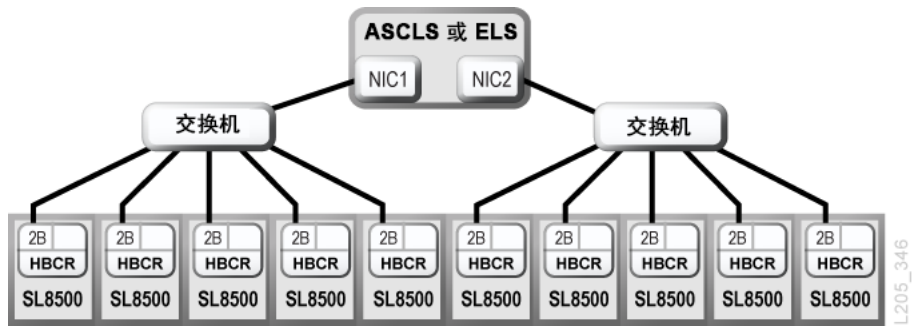 ASCLS 或 ELS
NIC1 NIC2
交换机 交换机
2B 2B 2B 2B 2B 2B 2B 2B 2B 2B
HBCR HBCR HBCR HBCR HBCR HBCR HBCR HBCR HBCR HBCR
SL8500 SL8500 SL8500 SL8500 SL8500 SL8500 SL8500 SL8500 SL8500 SL8500
L205_346